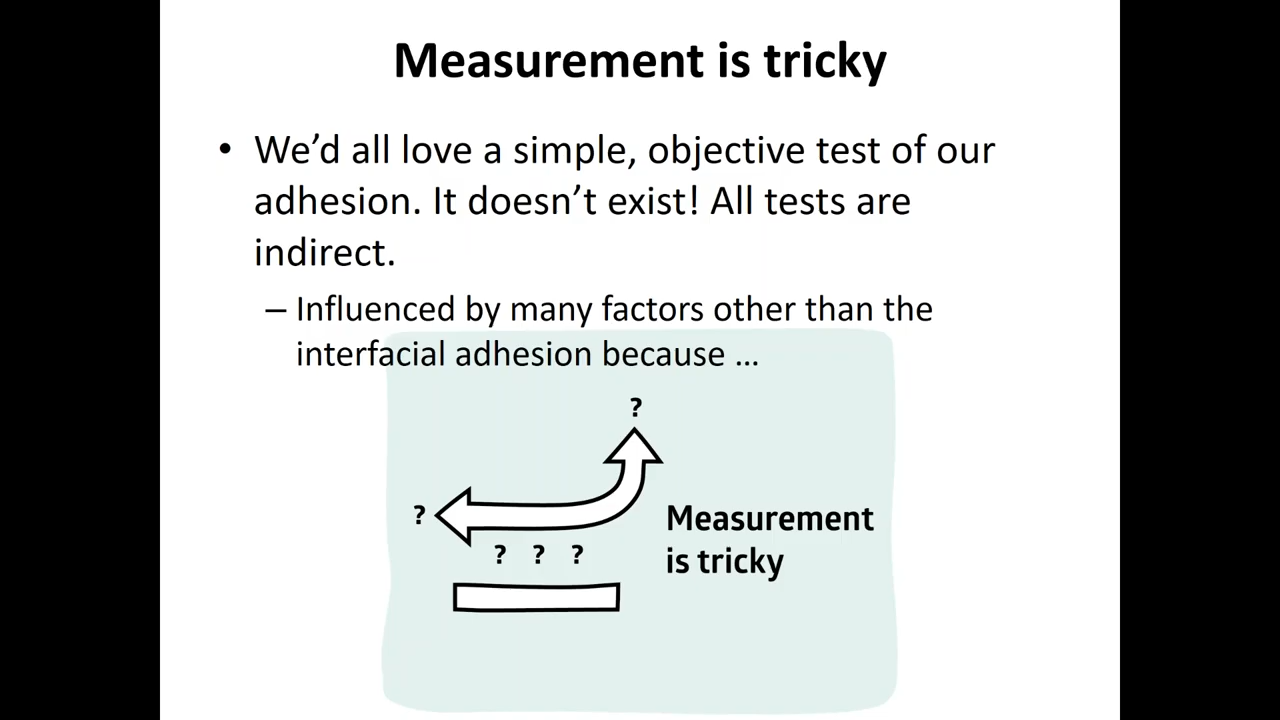 Measurement is tricky
• We’d all love a simple, objective test of our
adhesion. It doesn’t exist! All tests are
indirect.
– Influenced by many factors other than the
interfacial adhesion because …
?
?
? ? ?
Measurement
is tricky